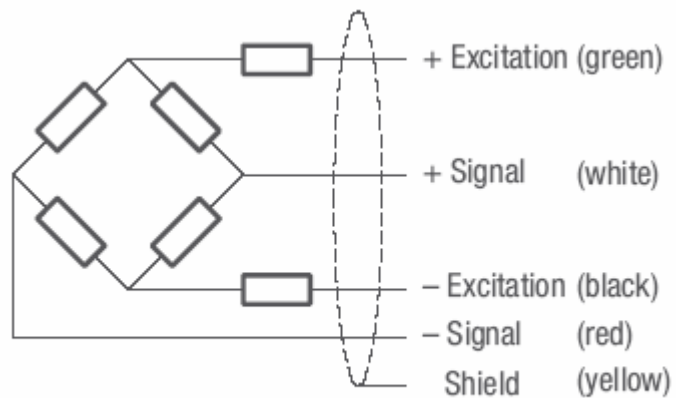 + Excitation (green)
+ Signal (white)
– Excitation (black)
– Signal (red)
Shield (yellow)